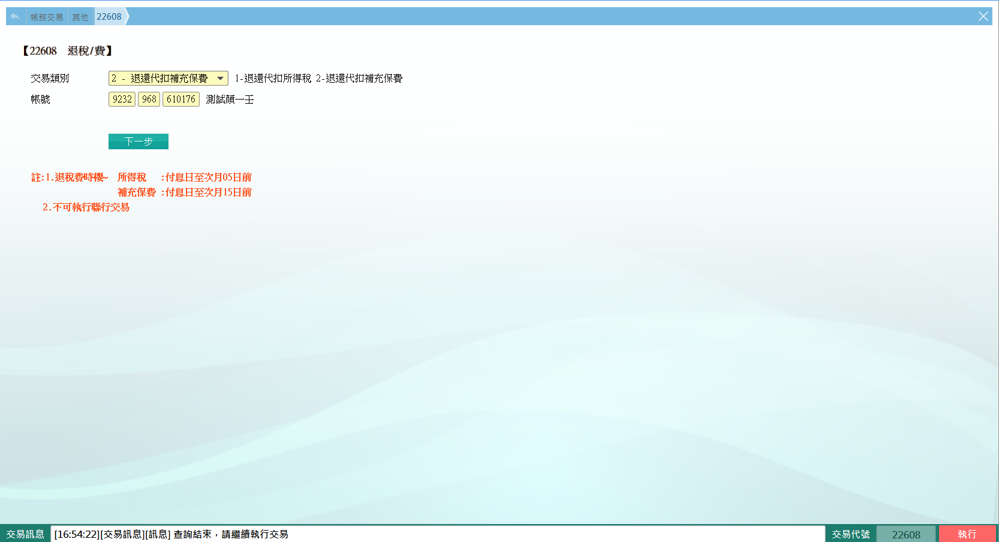 帳務交易 其他 22608
【22608 退稅/費】
交易類別 2 - 退還代扣補充保費 1-退還代扣所得稅 2-退還代扣補充保費
帳號 9232 968 610176 測試顏一壬
下一步
註:1.退稅費時機~ 所得稅 :付息日至次月05日前
補充保費 :付息日至次月15日前
2.不可執行聯行交易
交易訊息 [16:54:22][交易訊息][訊息] 查詢結束，請繼續執行交易 交易代號 22608 執行